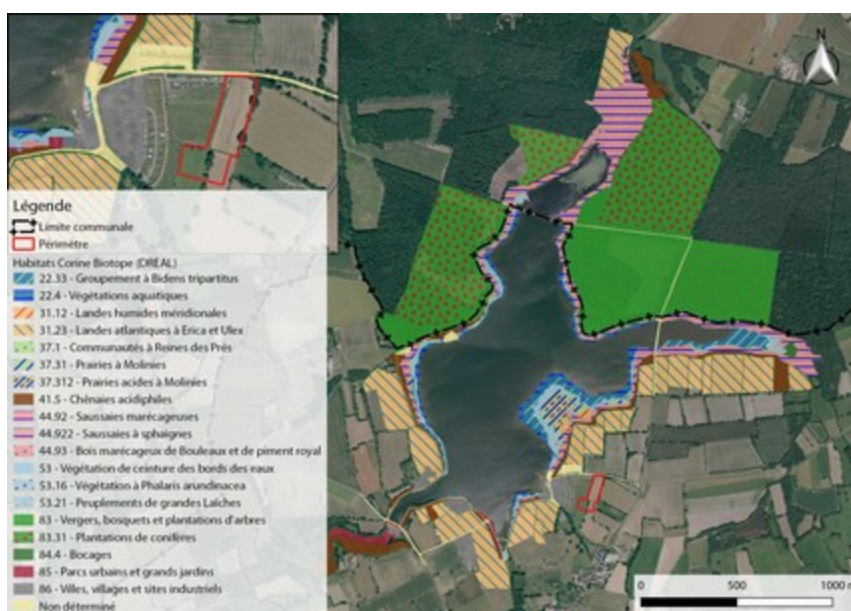 N
Légende
Limite communale
Périmètre
Habitats Corine Biotope (DREAL)
22.33 - Groupement à Bidens tripartitus
22.4 - Végétations aquatiques
31.12 - Landes humides méridionales
31.23 - Landes atlantiques à Erica et Ulex
37.1 - Communautés à Reines des Prés
37.31 - Prairies à Molinies
37.312 - Prairies acides à Molinies
41.5 - Chênaies acidiphiles
44.92 - Saussaies marécageuses
44.922 - Saussaies à sphaignes
44.93 - Bois marécageux de Bouleaux et de piment royal
53 - Végétation de ceinture des bords des eaux
53.16 - Végétation à Phalaris arundinacea
53.21 - Peuplements de grandes Laîches
83 - Vergers, bosquets et plantations d'arbres
83.31 - Plantations de conifères
84.4 - Bocages
85 - Parcs urbains et grands jardins
86 - Villes, villages et sites industriels
Non déterminé
0 500 1000 m